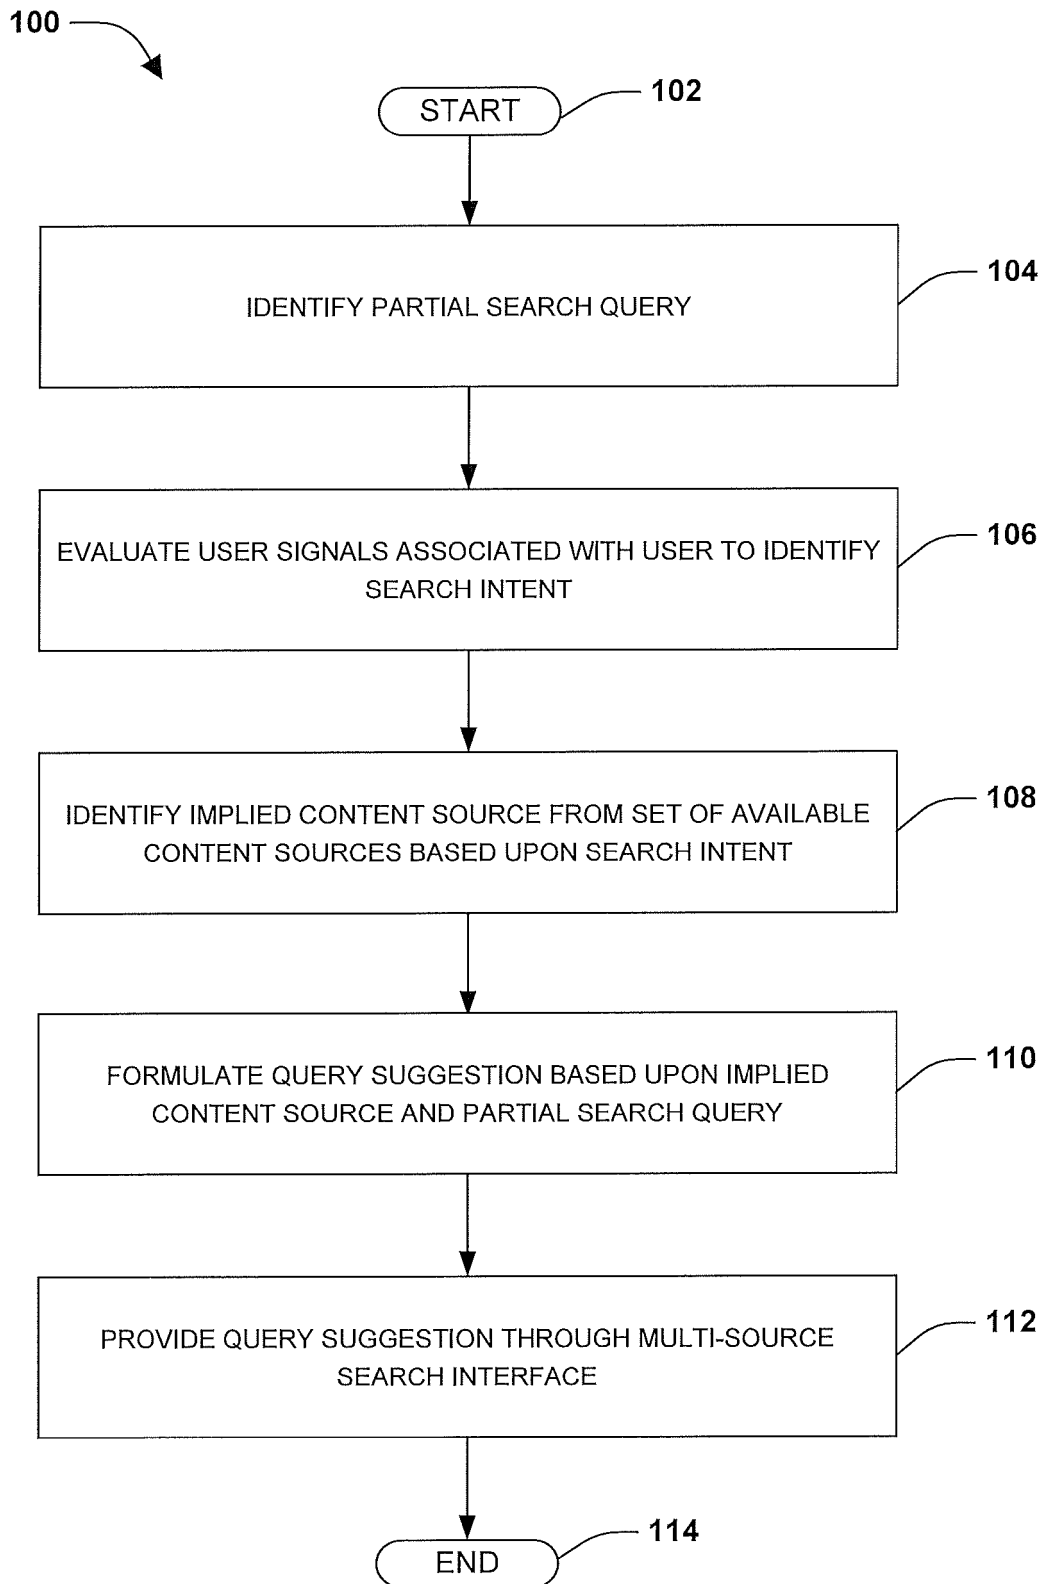 100
START
102
IDENTIFY PARTIAL SEARCH QUERY
104
EVALUATE USER SIGNALS ASSOCIATED WITH USER TO IDENTIFY
SEARCH INTENT
106
IDENTIFY IMPLIED CONTENT SOURCE FROM SET OF AVAILABLE
CONTENT SOURCES BASED UPON SEARCH INTENT
108
FORMULATE QUERY SUGGESTION BASED UPON IMPLIED
CONTENT SOURCE AND PARTIAL SEARCH QUERY
110
PROVIDE QUERY SUGGESTION THROUGH MULTI-SOURCE
SEARCH INTERFACE
112
END
114